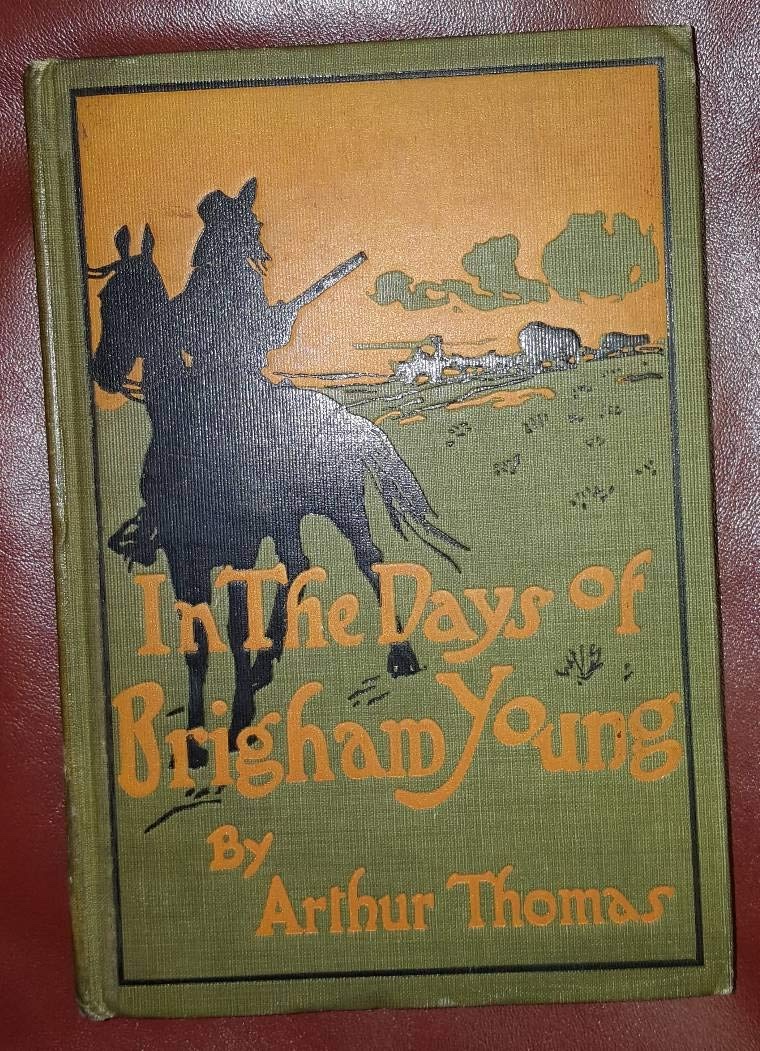 In The Days of
Brigham Young
By
Arthur Thomas